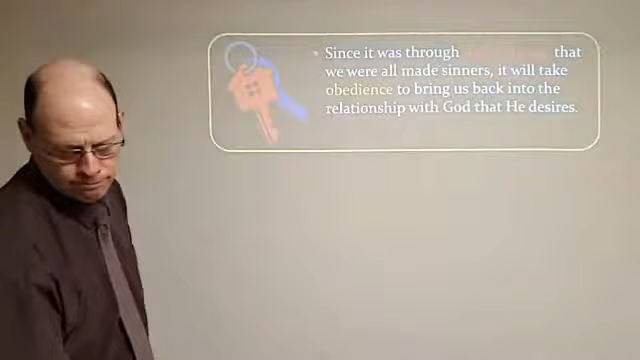 Since it was through that
we were all made sinners, it will take
obedience to bring us back into the
relationship with God that He desires.